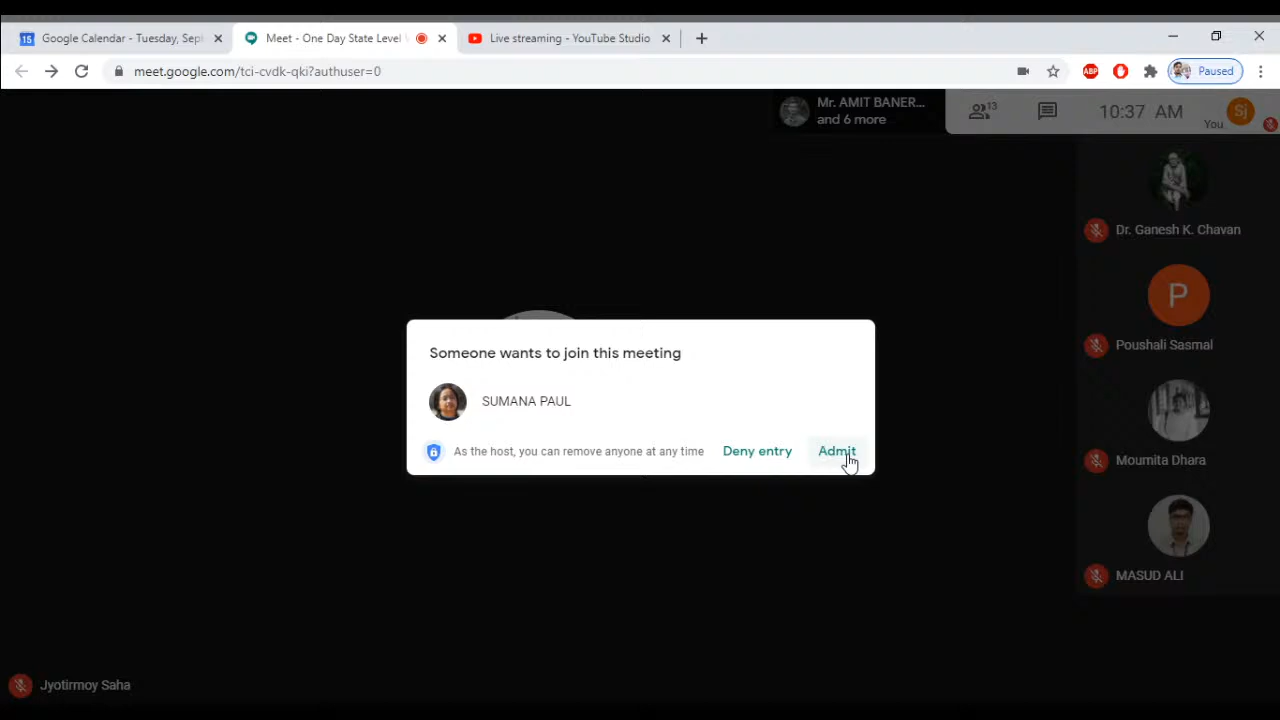 Google Calendar - Tuesday, Sep
Meet - One Day State Level
Live streaming - YouTube Studio
meet.google.com/tci-cvdk-qki?authuser=0
ABP
Paused
Mr. AMIT BANER...
and 6 more
13
10:37 AM
You
Sj
Dr. Ganesh K. Chavan
P
Poushali Sasmal
Someone wants to join this meeting
SUMANA PAUL
Moumita Dhara
As the host, you can remove anyone at any time
Deny entry
Admit
MASUD ALI
Jyotirmoy Saha